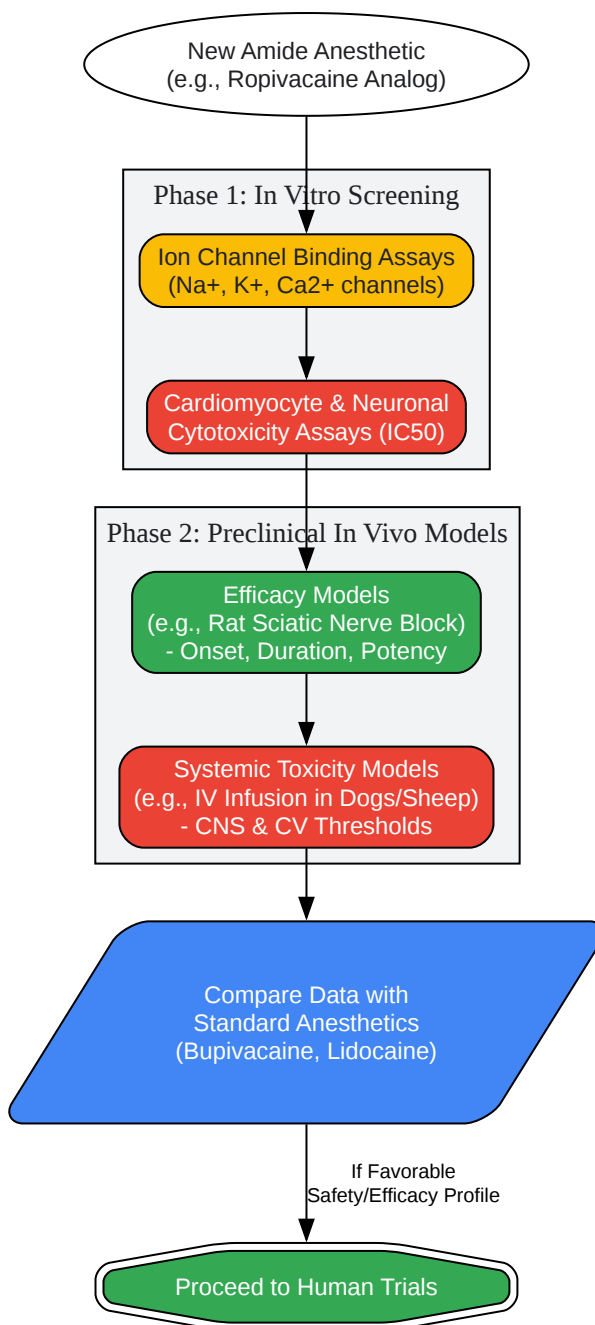 New Amide Anesthetic
(e.g., Ropivacaine Analog)
Phase 1: In Vitro Screening
Ion Channel Binding Assays
(Na+, K+, Ca2+ channels)
Cardiomyocyte & Neuronal
Cytotoxicity Assays (IC50)
Phase 2: Preclinical In Vivo Models
Efficacy Models
(e.g., Rat Sciatic Nerve Block)
- Onset, Duration, Potency
Systemic Toxicity Models
(e.g., IV Infusion in Dogs/Sheep)
- CNS & CV Thresholds
Compare Data with
Standard Anesthetics
(Bupivacaine, Lidocaine)
If Favorable
Safety/Efficacy Profile
Proceed to Human Trials